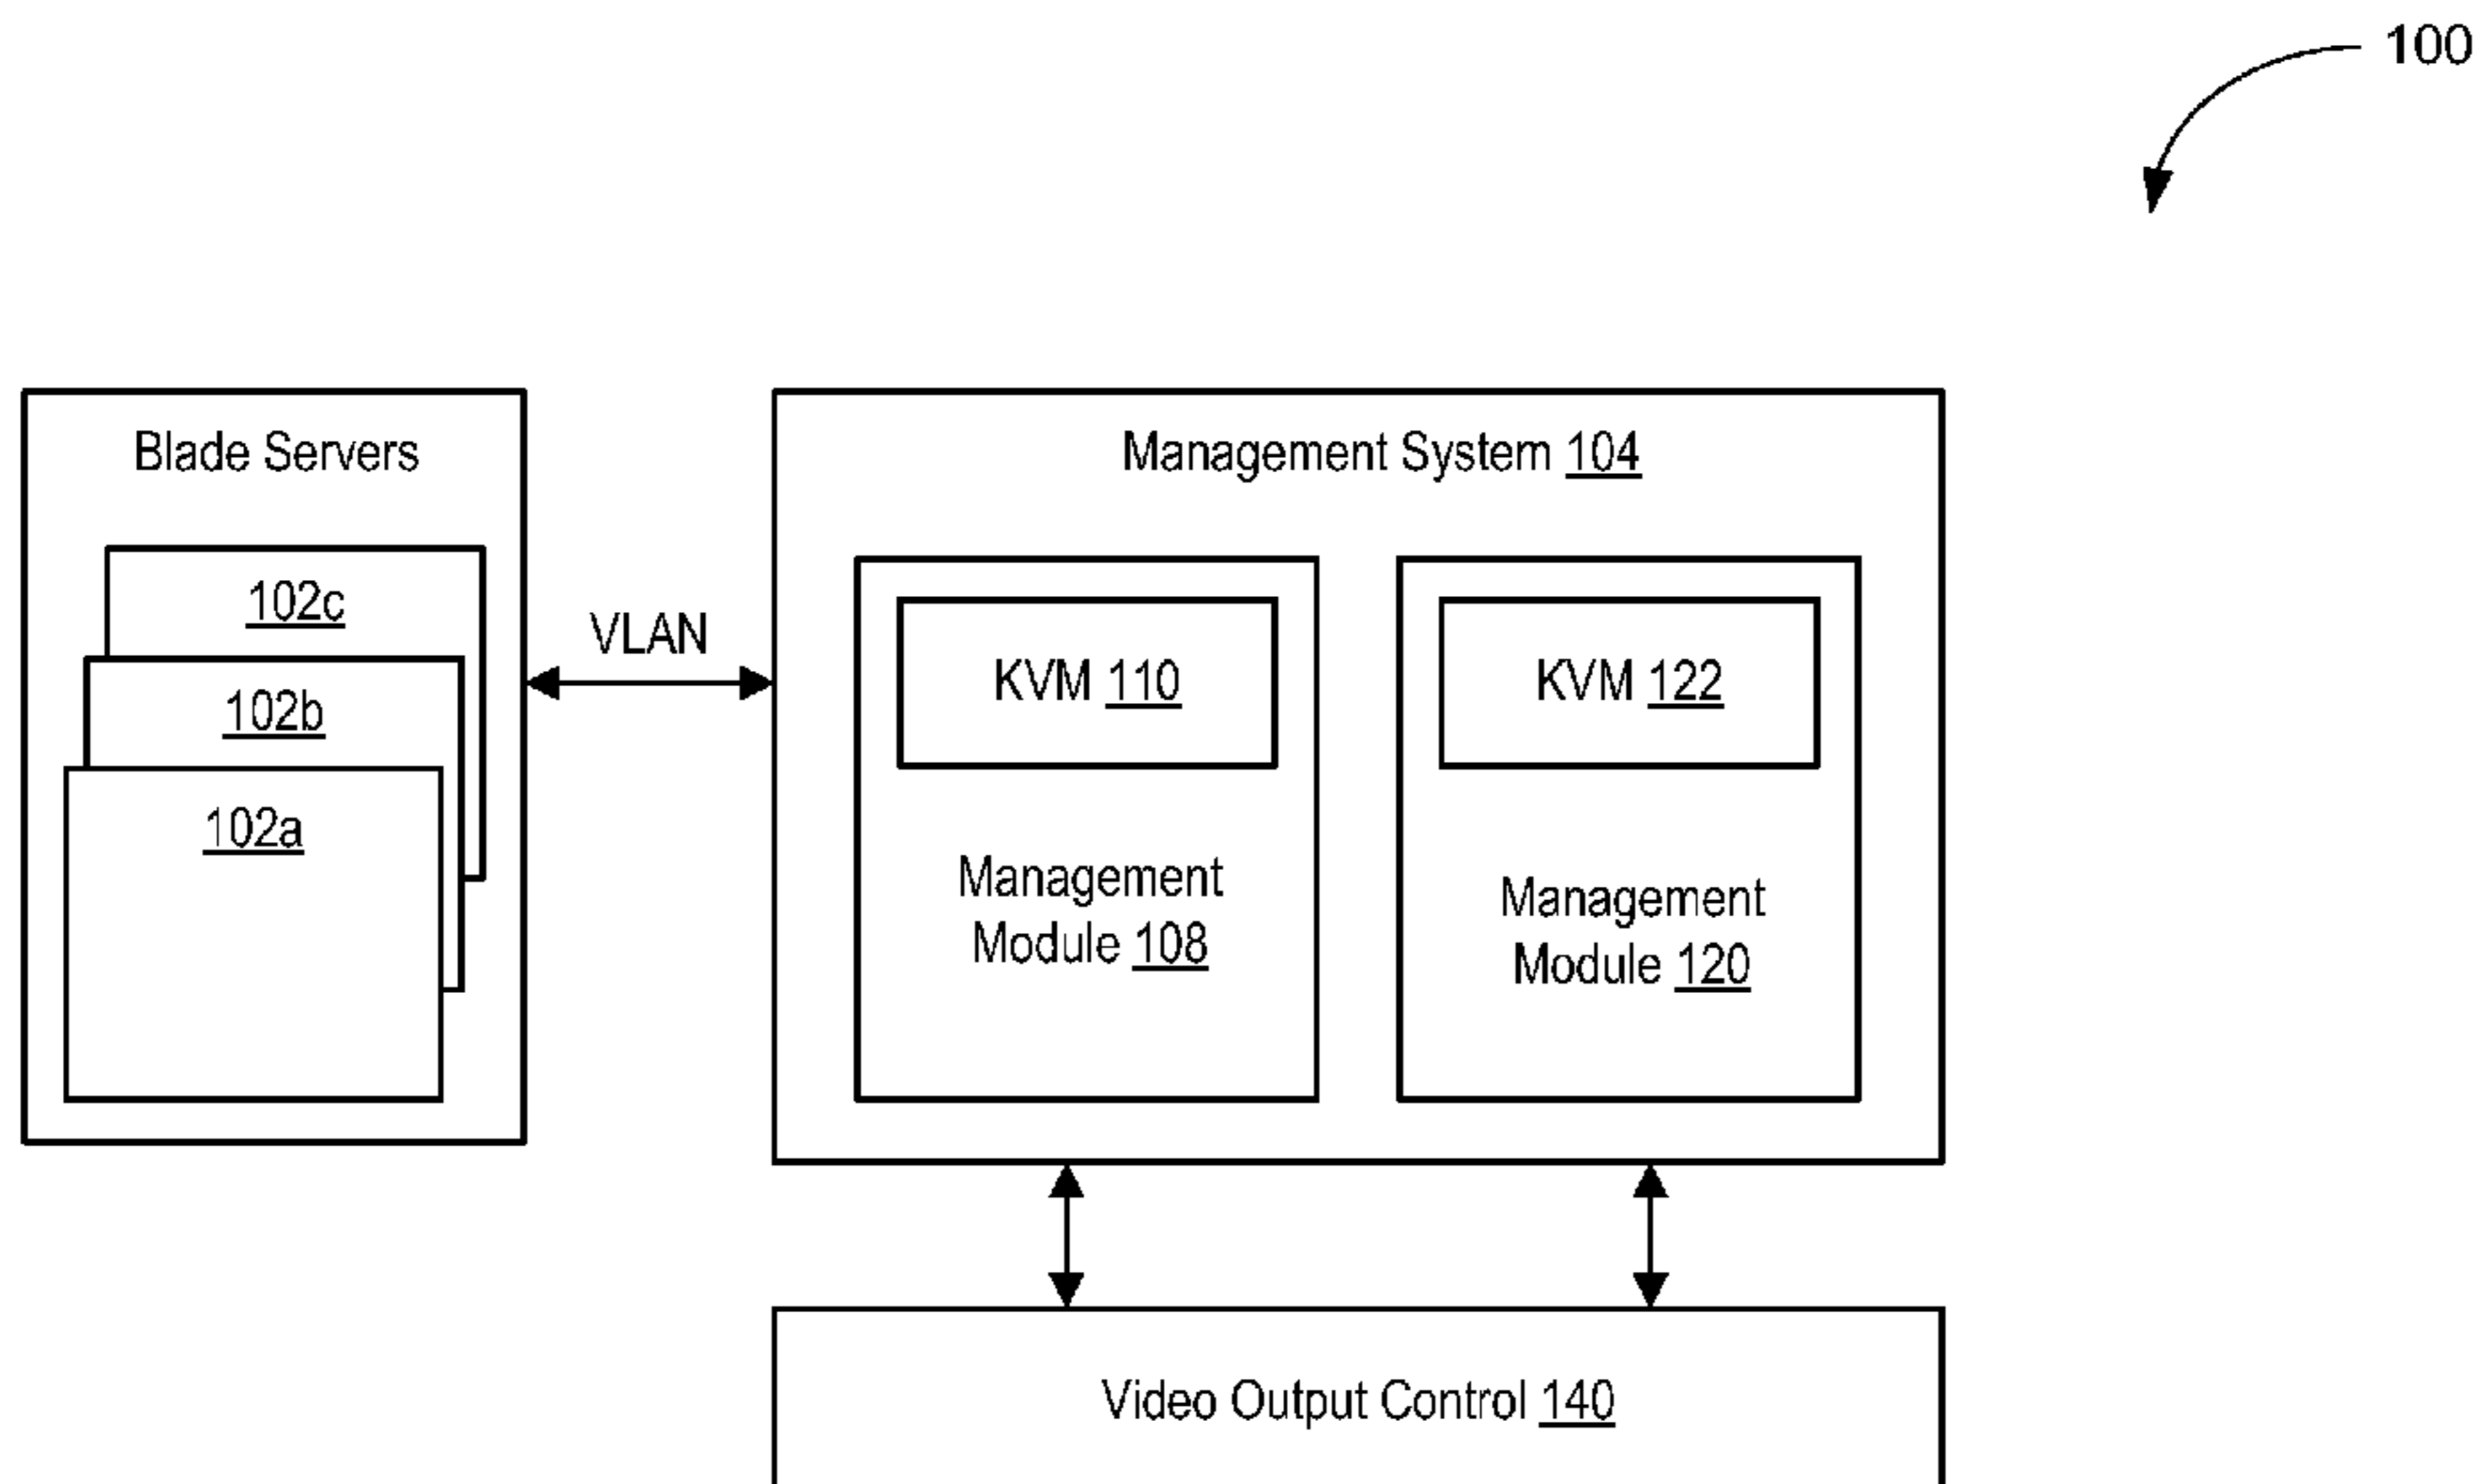 100
Blade Servers
102c
102b
102a
VLAN
Management System 104
KVM 110
Management
Module 108
KVM 122
Management
Module 120
Video Output Control 140